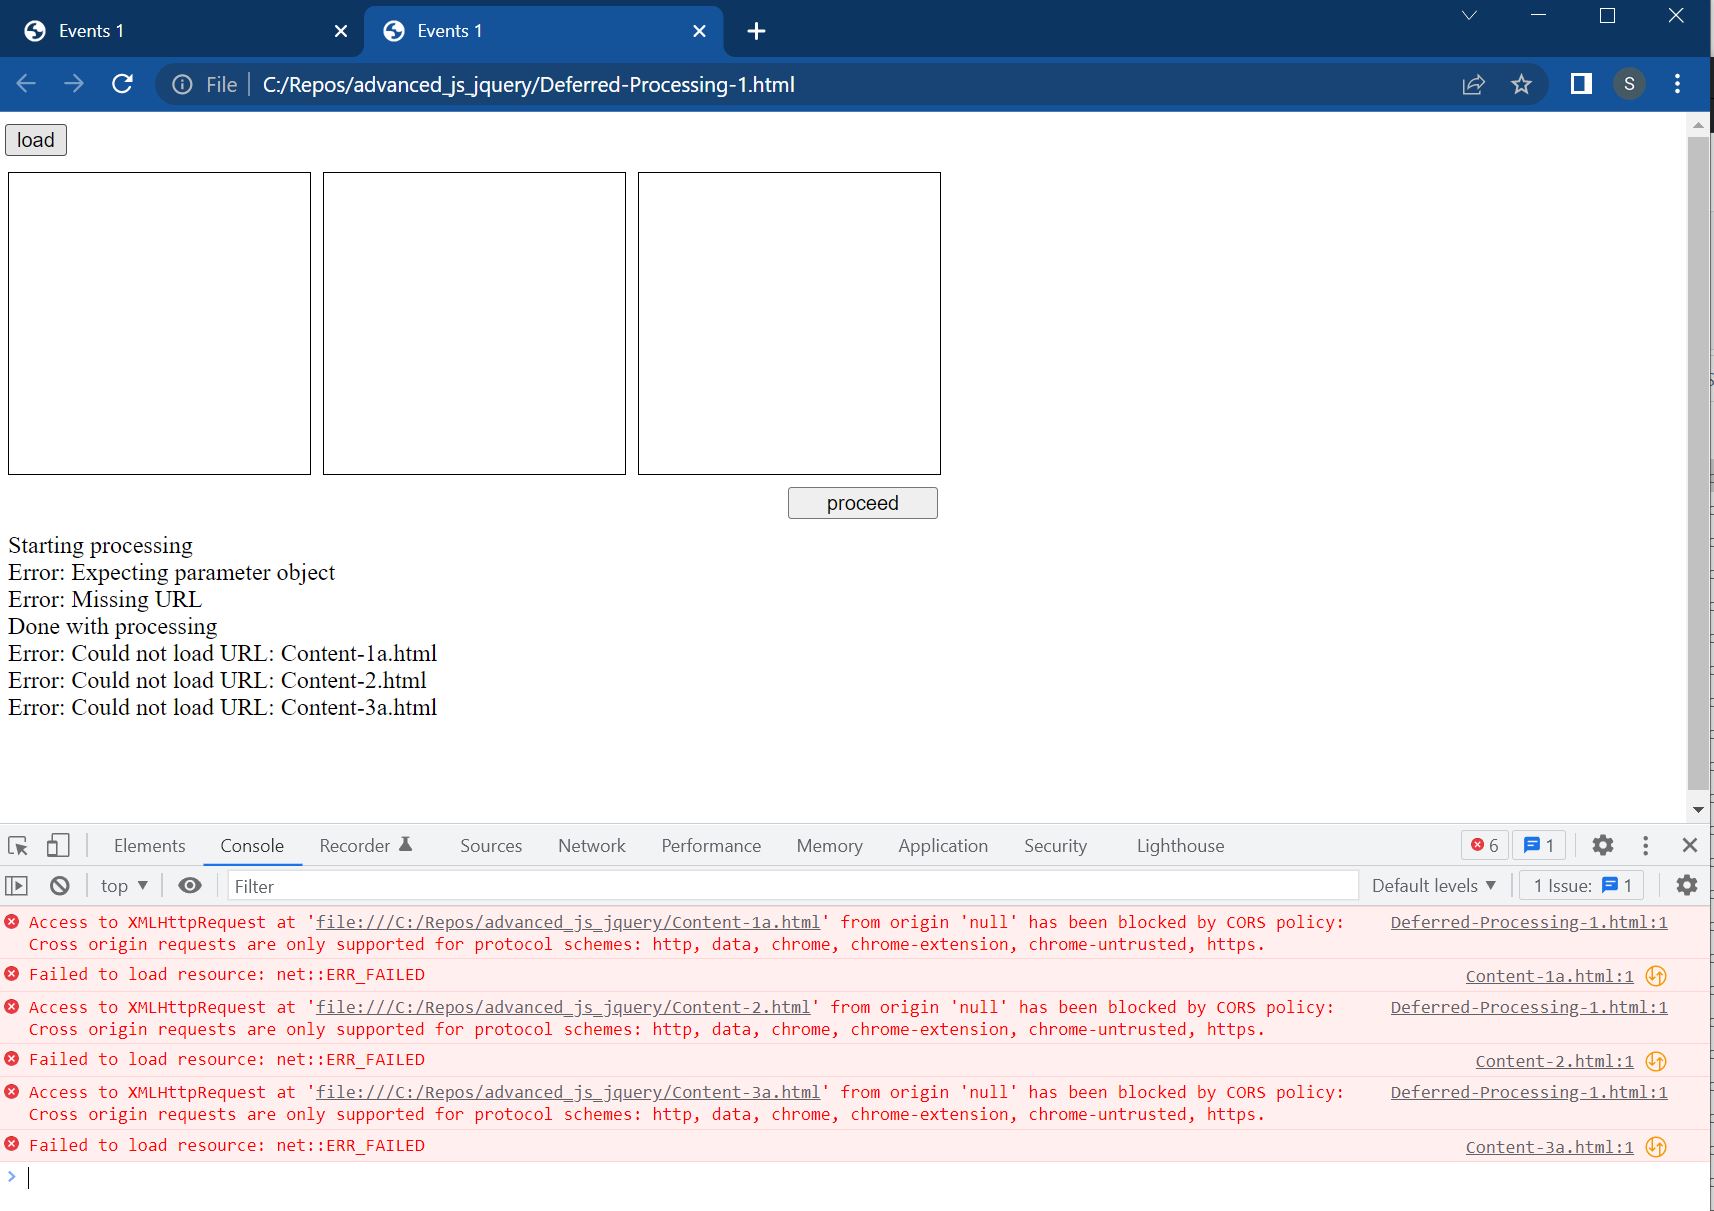 Events 1
Events 1
File C:/Repos/advanced_js_jquery/Deferred-Processing-1.html
S
load
proceed
Starting processing
Error: Expecting parameter object
Error: Missing URL
Done with processing
Error: Could not load URL: Content-1a.html
Error: Could not load URL: Content-2.html
Error: Could not load URL: Content-3a.html
Elements Console Recorder Sources Network Performance Memory Application Security Lighthouse 6 1
top Filter Default levels 1 Issue: 1
Access to XMLHttpRequest at 'file:///C:/Repos/advanced_js_jquery/Content-1a.html' from origin 'null' has been blocked by CORS policy: Deferred-Processing-1.html:1
Cross origin requests are only supported for protocol schemes: http, data, chrome, chrome-extension, chrome-untrusted, https.
Failed to load resource: net::ERR_FAILED Content-1a.html:1
Access to XMLHttpRequest at 'file:///C:/Repos/advanced_js_jquery/Content-2.html' from origin 'null' has been blocked by CORS policy: Deferred-Processing-1.html:1
Cross origin requests are only supported for protocol schemes: http, data, chrome, chrome-extension, chrome-untrusted, https.
Failed to load resource: net::ERR_FAILED Content-2.html:1
Access to XMLHttpRequest at 'file:///C:/Repos/advanced_js_jquery/Content-3a.html' from origin 'null' has been blocked by CORS policy: Deferred-Processing-1.html:1
Cross origin requests are only supported for protocol schemes: http, data, chrome, chrome-extension, chrome-untrusted, https.
Failed to load resource: net::ERR_FAILED Content-3a.html:1